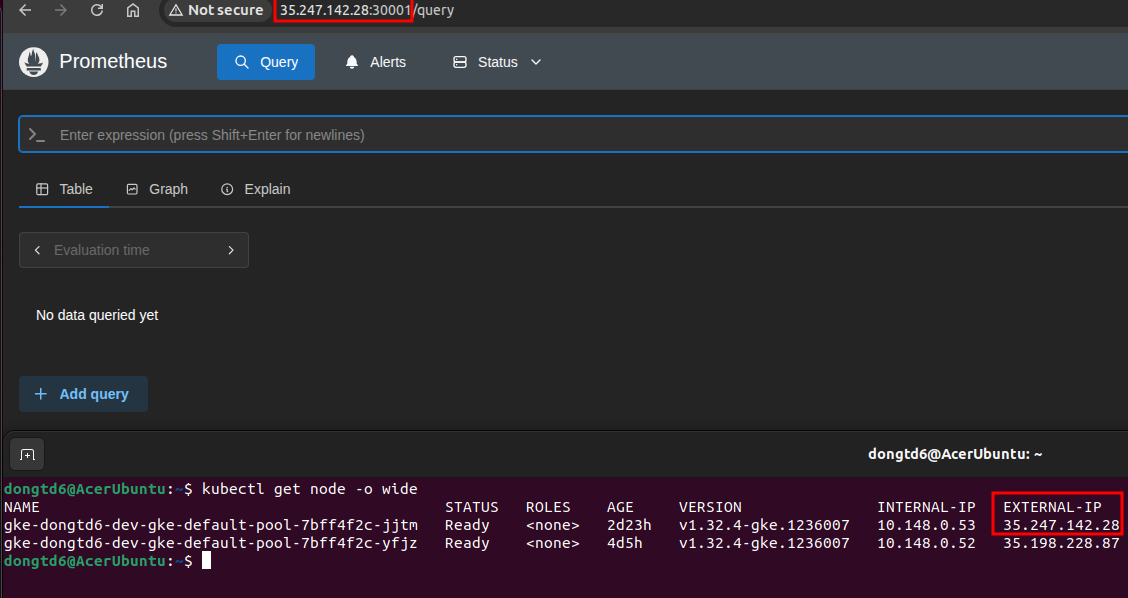 Not secure 35.247.142.28:30001/query
Prometheus Query Alerts Status
>_ Enter expression (press Shift+Enter for newlines)
Table Graph Explain
Evaluation time
No data queried yet
+ Add query
dongtd6@AcerUbuntu: ~
dongtd6@AcerUbuntu:~$ kubectl get node -o wide
NAME STATUS ROLES AGE VERSION INTERNAL-IP EXTERNAL-IP
gke-dongtd6-dev-gke-default-pool-7bff4f2c-jjtm Ready <none> 2d23h v1.32.4-gke.1236007 10.148.0.53 35.247.142.28
gke-dongtd6-dev-gke-default-pool-7bff4f2c-yfjz Ready <none> 4d5h v1.32.4-gke.1236007 10.148.0.52 35.198.228.87
dongtd6@AcerUbuntu:~$